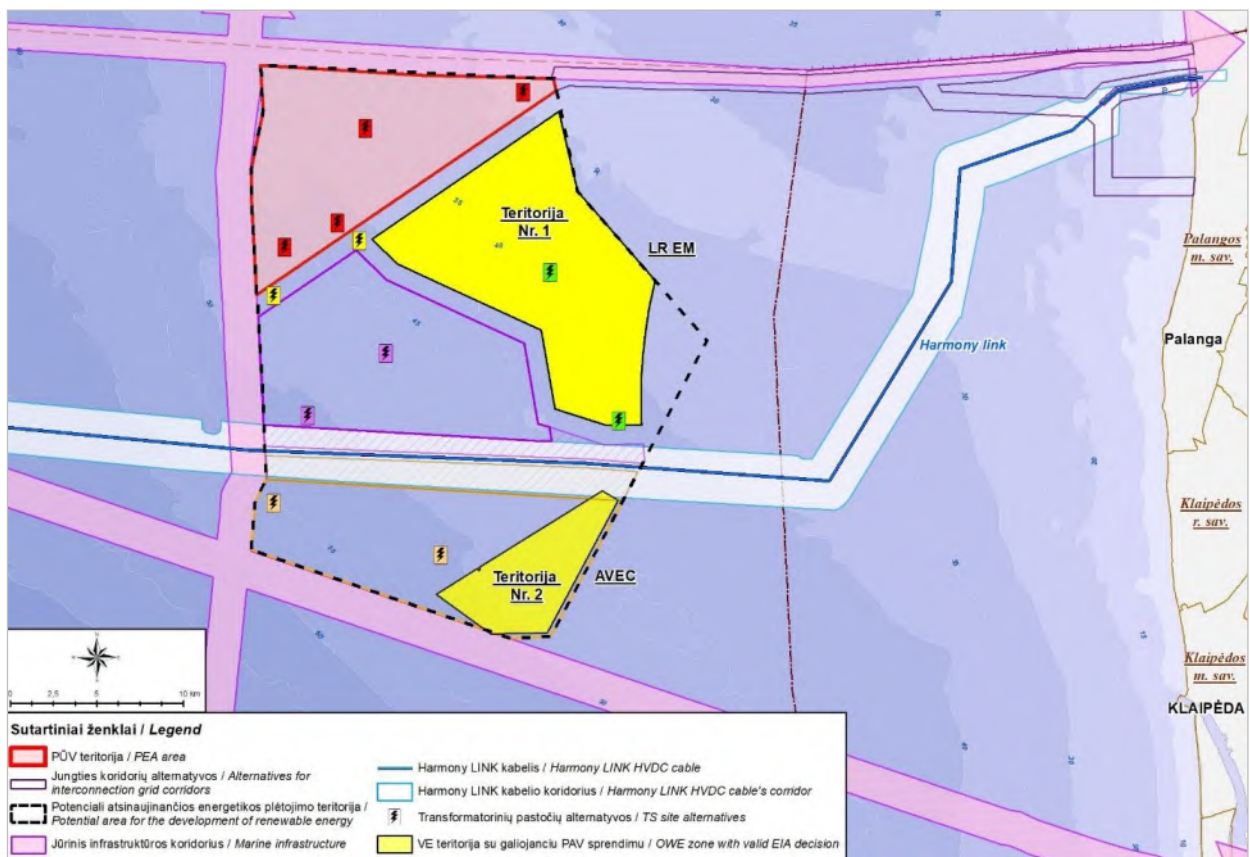 Teritorija
Nr. 1
LR EM
Harmony link
Palangos
m. sav.
Palanga
Klaipėdos
r. sav.
Teritorija
Nr. 2
AVEC
Klaipėdos
m. sav.
KLAIPĖDA
0 2,5 5 10 km
Sutartiniai ženklai / Legend
PŪV teritorija / PEA area
Jungties koridorių alternatyvos / Alternatives for
interconnection grid corridors
Potenciali atsinaujinančios energetikos plėtojimo teritorija /
Potential area for the development of renewable energy
Jūrinis infrastruktūros koridorius / Marine infrastructure
Harmony LINK kabelis / Harmony LINK HVDC cable
Harmony LINK kabelio koridorius / Harmony LINK HVDC cable's corridor
Transformatorinių pastočių alternatyvos / TS site alternatives
VE teritorija su galiojanciu PAV sprendimu / OWE zone with valid EIA decision